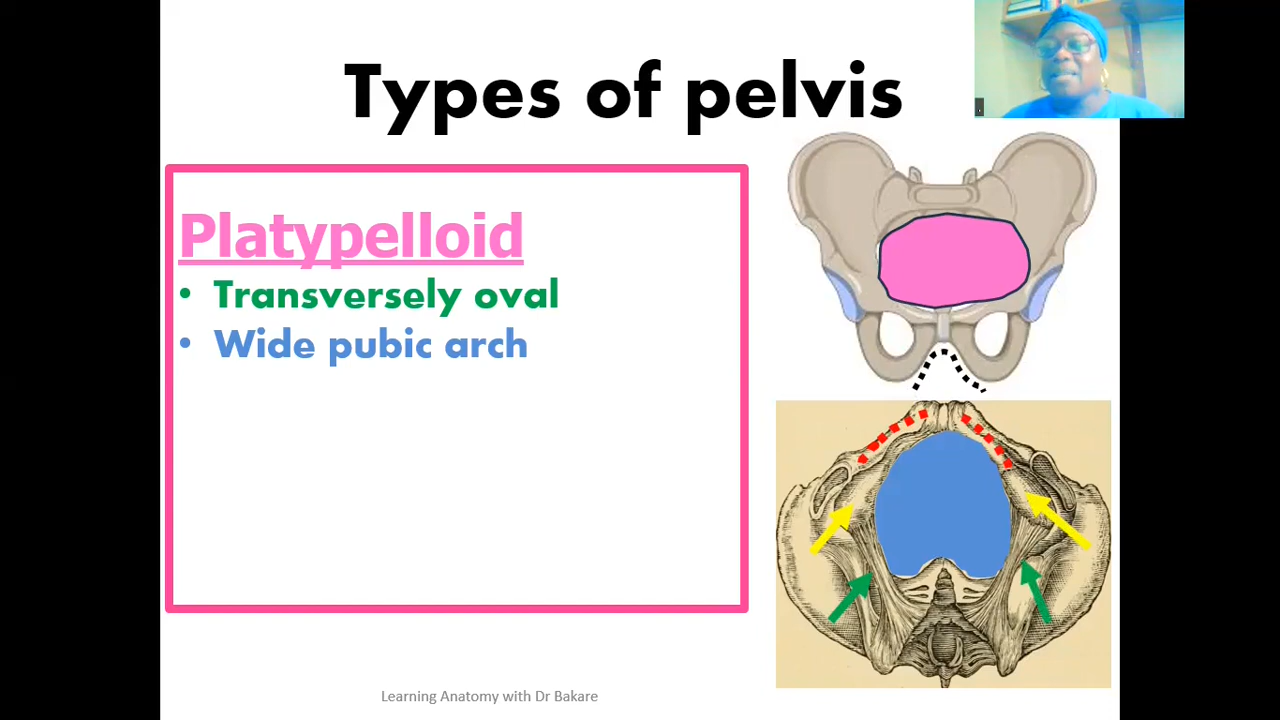 Types of pelvis
Platypelloid
• Transversely oval
• Wide pubic arch
Learning Anatomy with Dr Bakare